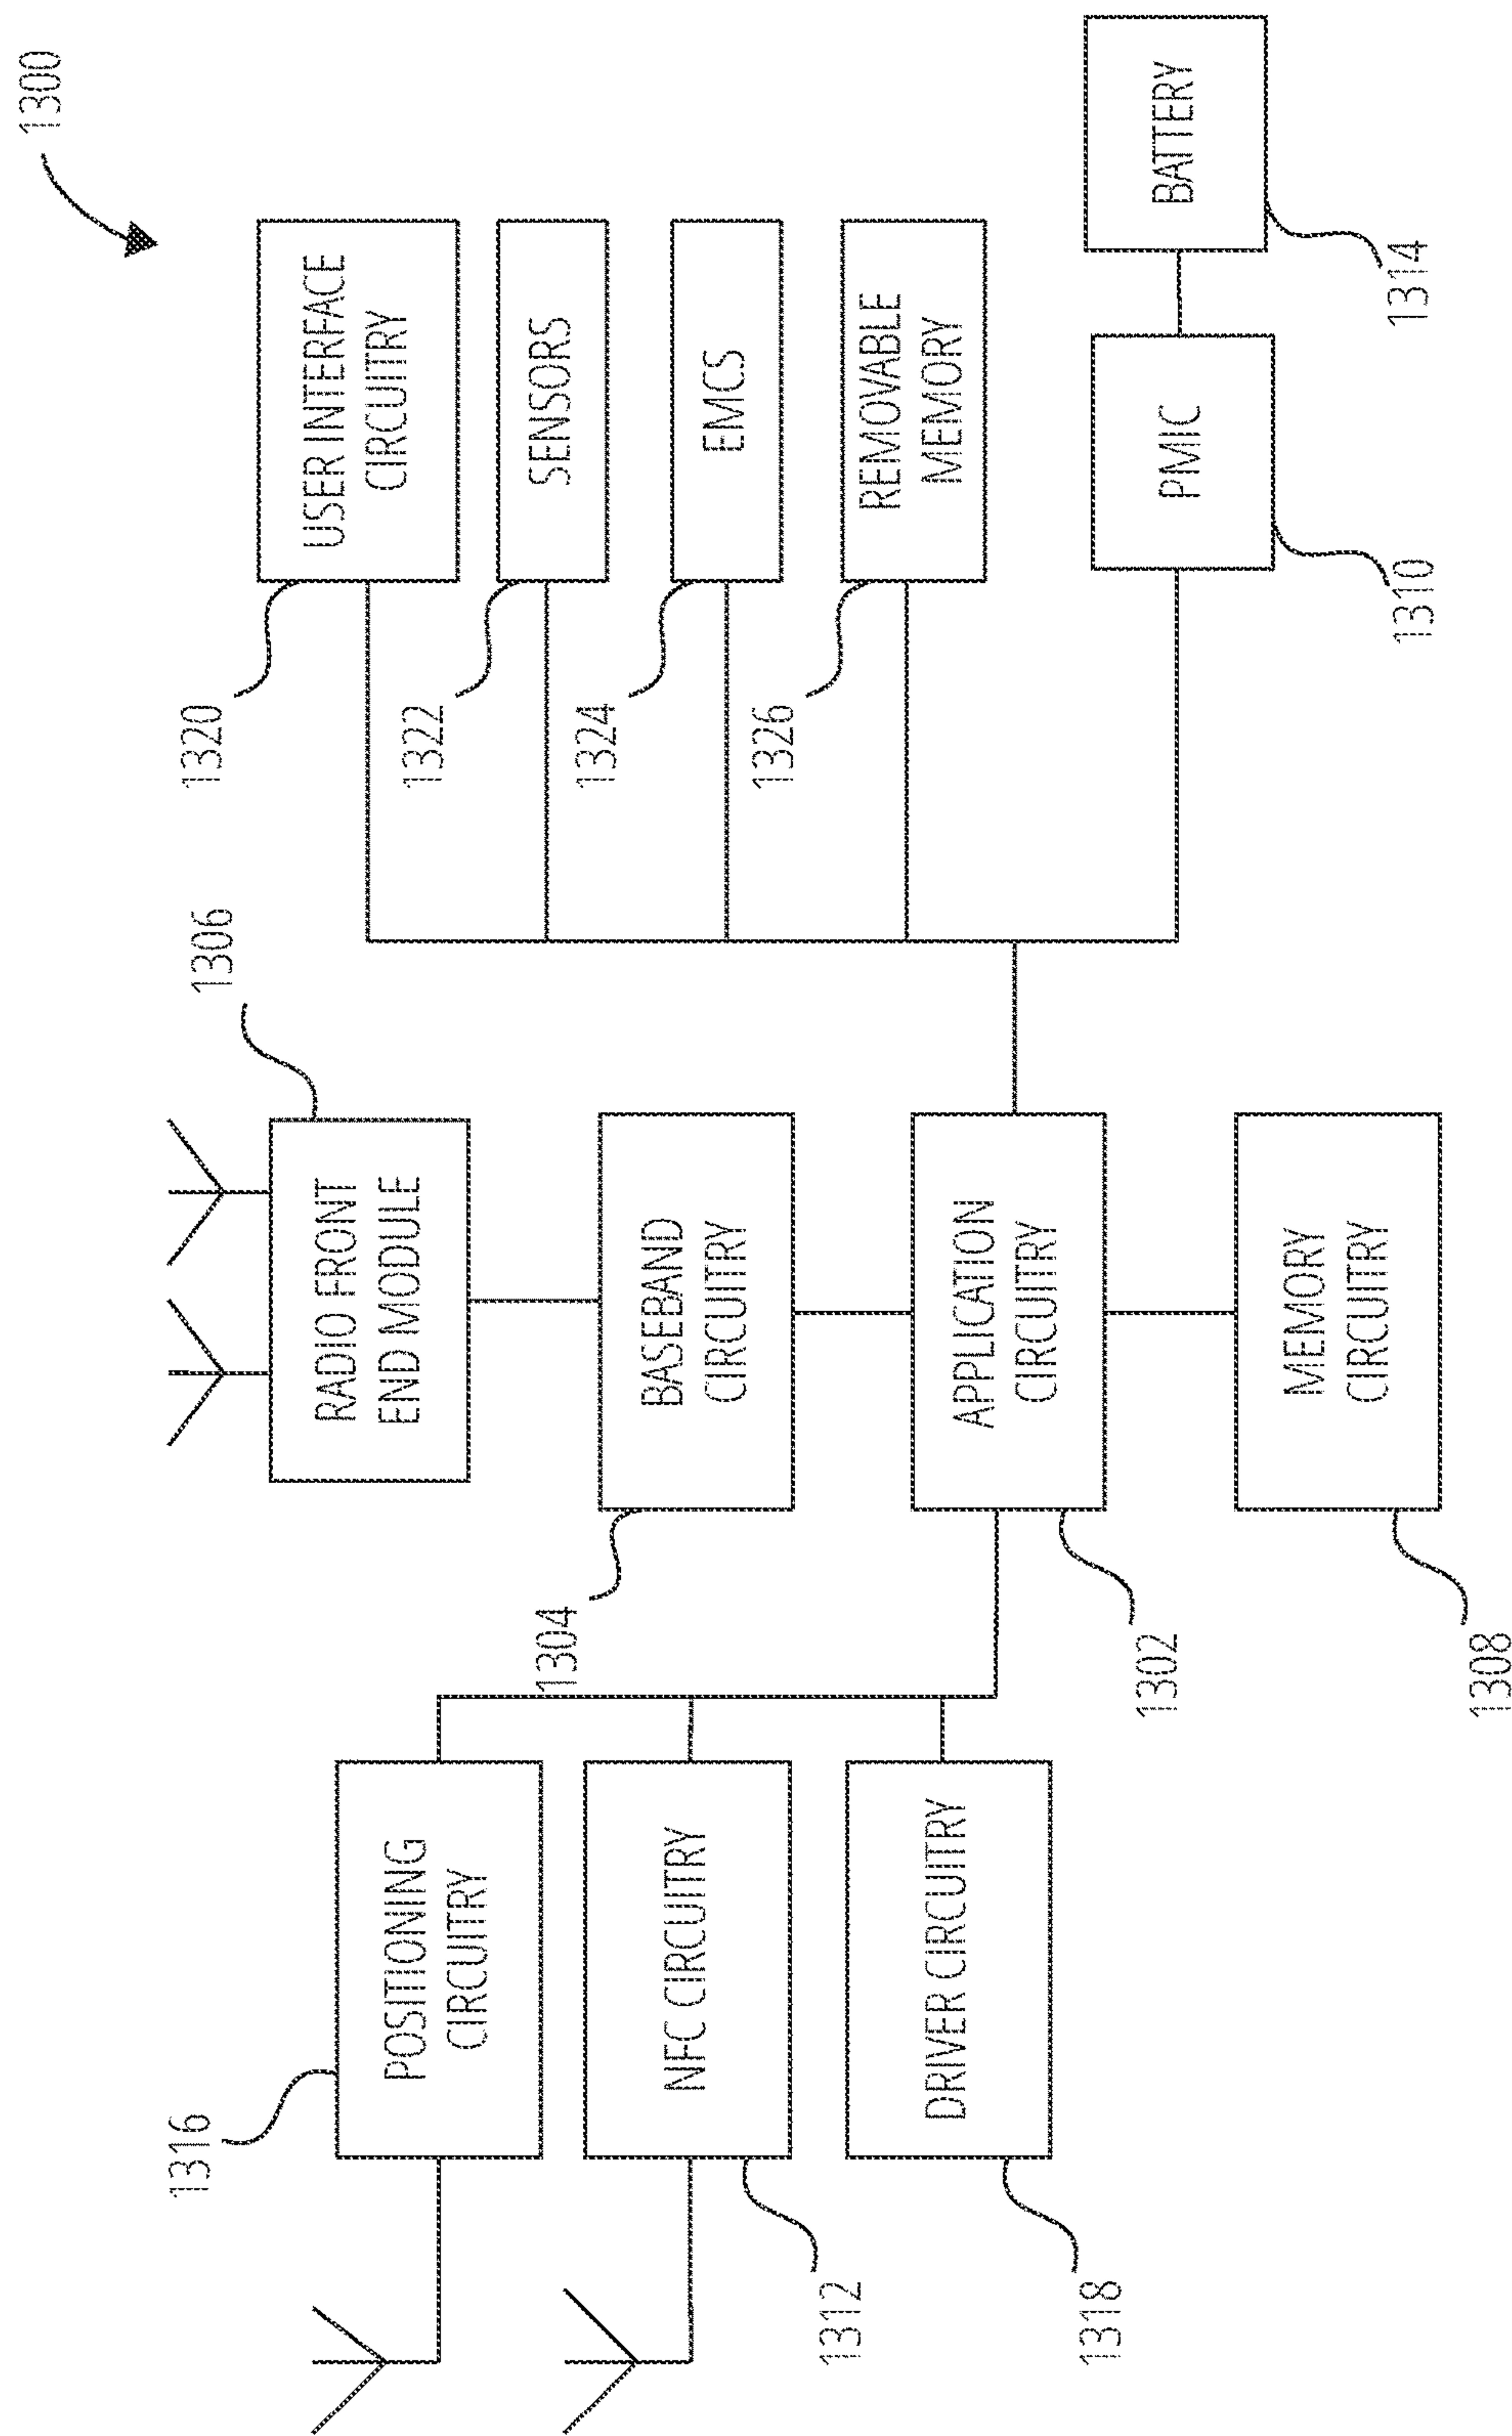 1300
1306
RADIO FRONT
END MODULE
1320
USER INTERFACE
CIRCUITRY
1316
POSITIONING
CIRCUITRY
1322
SENSORS
1304
BASEBAND
CIRCUITRY
1324
EMCS
NFC CIRCUITRY
1312
1326
REMOVABLE
MEMORY
APPLICATION
CIRCUITRY
1302
DRIVER CIRCUITRY
1318
PMIC
1310
BATTERY
1314
MEMORY
CIRCUITRY
1308